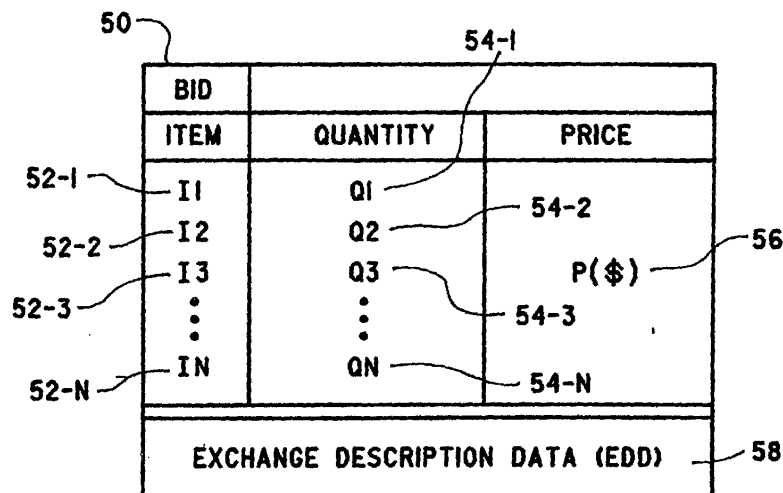 50
54-1
BID
ITEM QUANTITY PRICE
52-1 I1 Q1
52-2 I2 Q2 54-2
56
52-3 I3 Q3 P($)
54-3
52-N IN QN 54-N
EXCHANGE DESCRIPTION DATA (EDD) 58